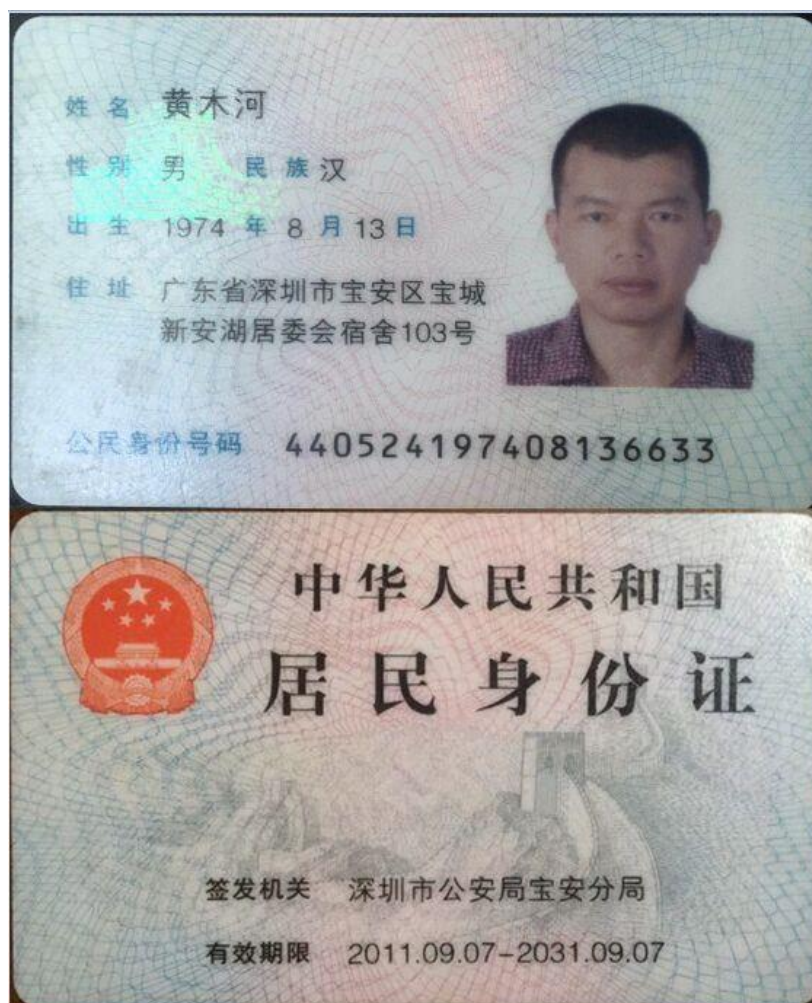 姓名 黄木河
性别 男 民族 汉
出生 1974 年 8 月 13 日
住址 广东省深圳市宝安区宝城
新安湖居委会宿舍103号
公民身份号码 440524197408136633
中华人民共和国
居民身份证
签发机关 深圳市公安局宝安分局
有效期限 2011.09.07-2031.09.07